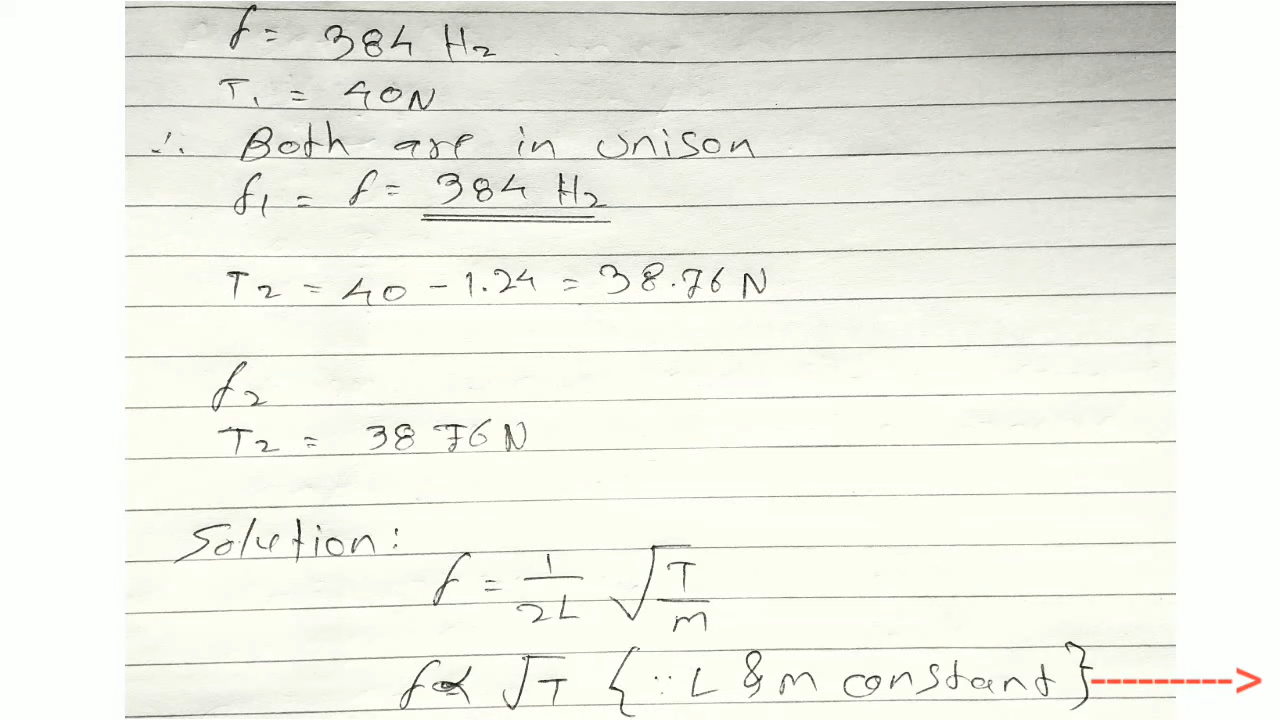 f = 384 Hz
T₁ = 40N
∴ Both are in unison
f₁ = f = 384 Hz
T₂ = 40 - 1.24 = 38.76 N
f₂
T₂ = 38 76 N
Solution:
f = 1/2L √T/m
f ∝ √T {∵ L & m constant}